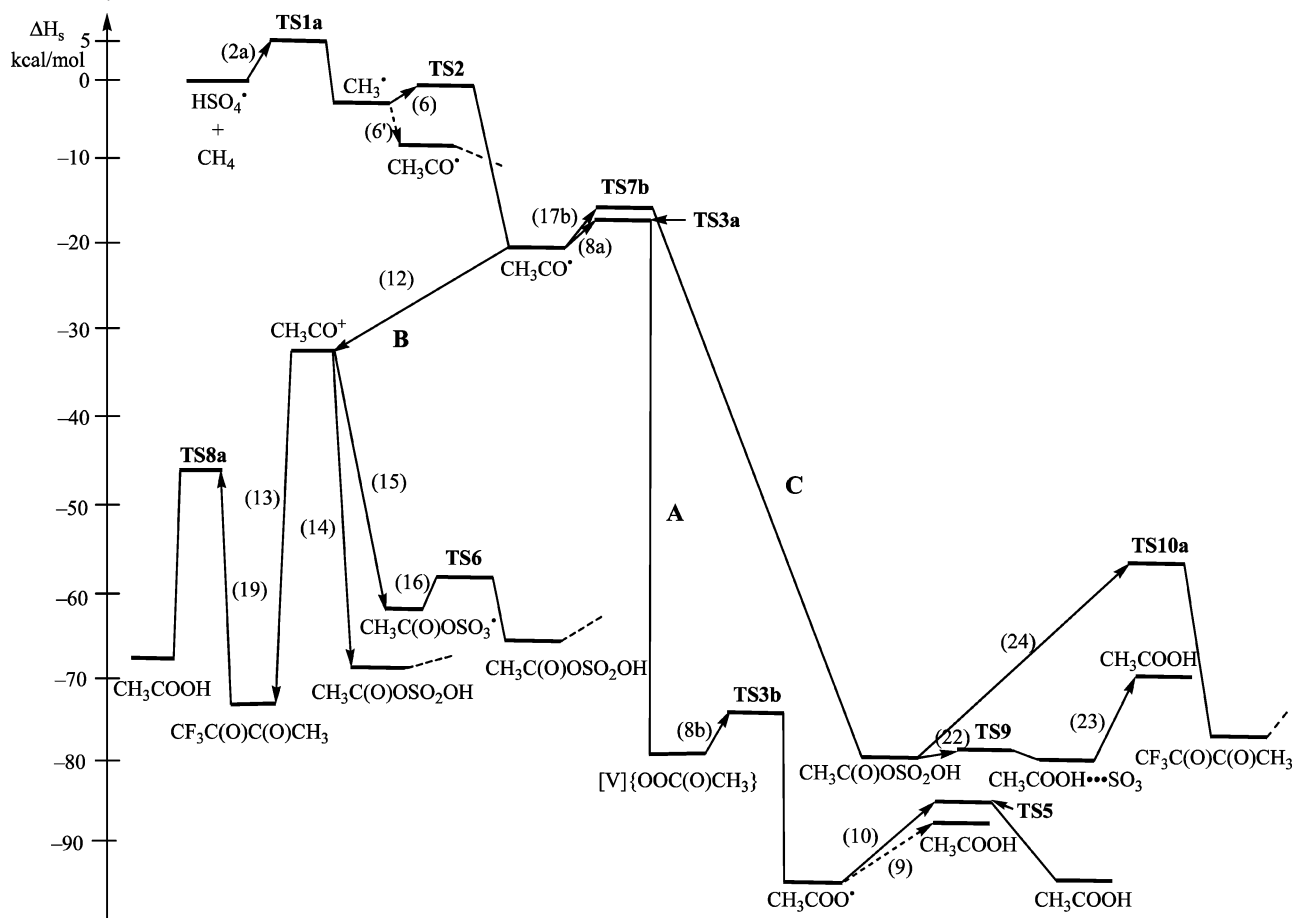 ΔHs
kcal/mol
5
0
–10
–20
–30
–40
–50
–60
–70
–80
–90
TS1a
(2a)
HSO4•
+
CH4
CH3•
TS2
(6)
(6')
CH3CO•
TS7b
(17b)
TS3a
(8a)
CH3CO•
(12)
CH3CO+
B
TS8a
(13)
(15)
(14)
C
A
(19)
(16)
TS6
TS10a
CH3C(O)OSO3•
(24)
CH3COOH
CH3C(O)OSO2OH
CH3COOH
CH3C(O)OSO2OH
TS3b
CF3C(O)C(O)CH3
(8b)
(22)
TS9
(23)
[V]{OOC(O)CH3}
CH3C(O)OSO2OH
CH3COOH•••SO3
CF3C(O)C(O)CH3
TS5
(10)
CH3COOH
(9)
CH3COO•
CH3COOH